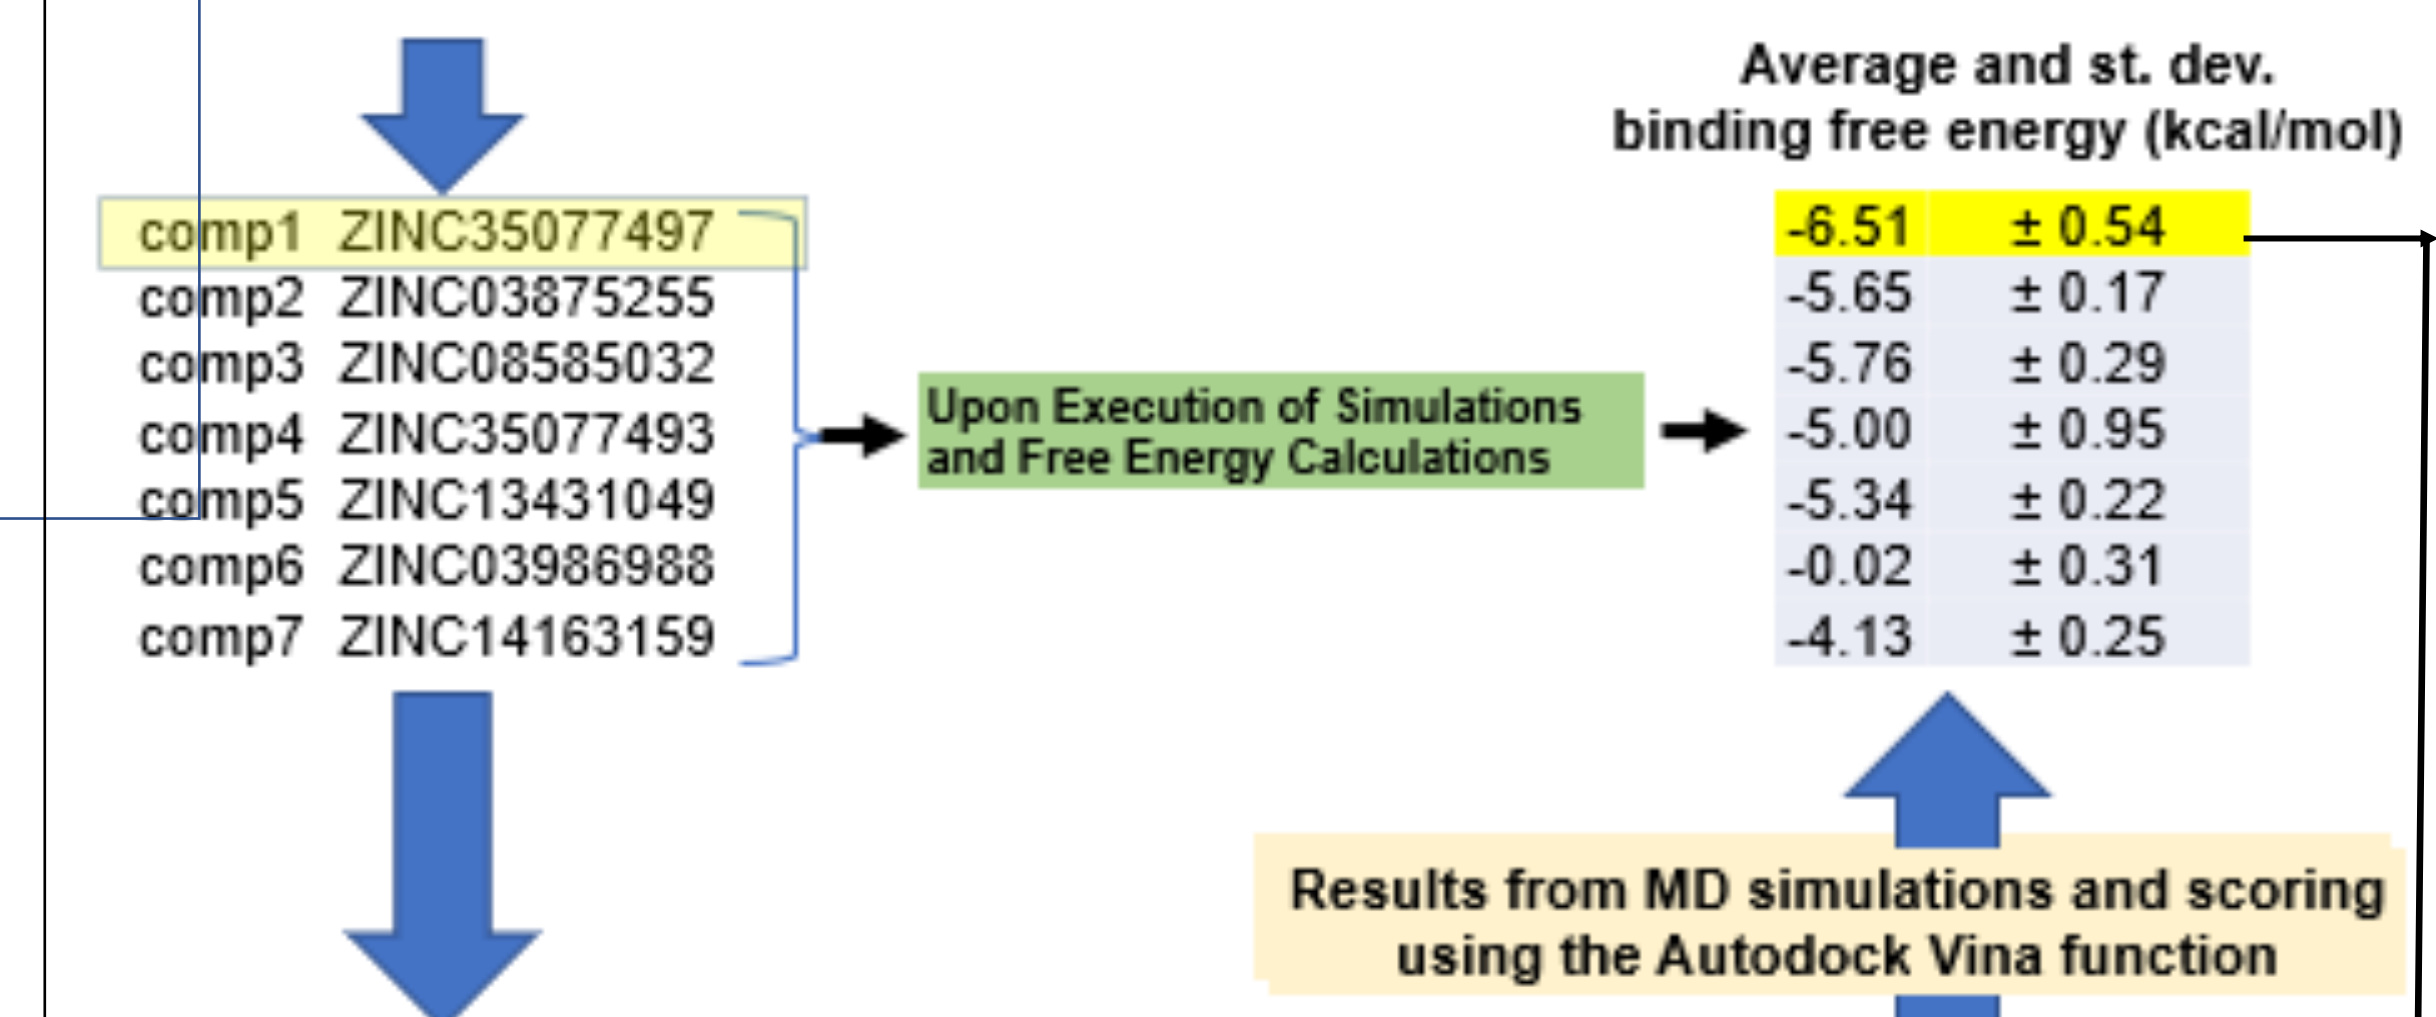 comp1 ZINC35077497
comp2 ZINC03875255
comp3 ZINC08585032
comp4 ZINC35077493
comp5 ZINC13431049
comp6 ZINC03986988
comp7 ZINC14163159
Upon Execution of Simulations
and Free Energy Calculations
Average and st. dev.
binding free energy (kcal/mol)
-6.51 ± 0.54
-5.65 ± 0.17
-5.76 ± 0.29
-5.00 ± 0.95
-5.34 ± 0.22
-0.02 ± 0.31
-4.13 ± 0.25
Results from MD simulations and scoring
using the Autodock Vina function